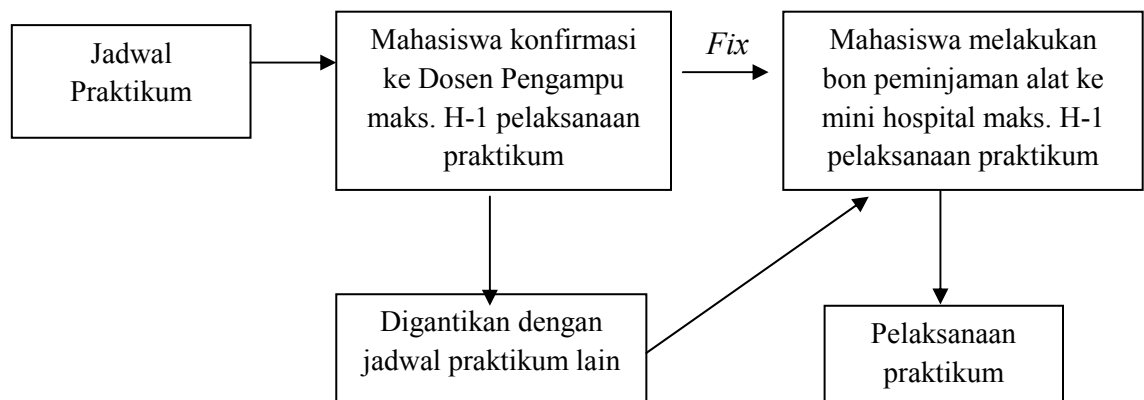 Jadwal
Praktikum
Mahasiswa konfirmasi
ke Dosen Pengampu
maks. H-1 pelaksanaan
praktikum
Fix
Mahasiswa melakukan
bon peminjaman alat ke
mini hospital maks. H-1
pelaksanaan praktikum
Digantikan dengan
jadwal praktikum lain
Pelaksanaan
praktikum